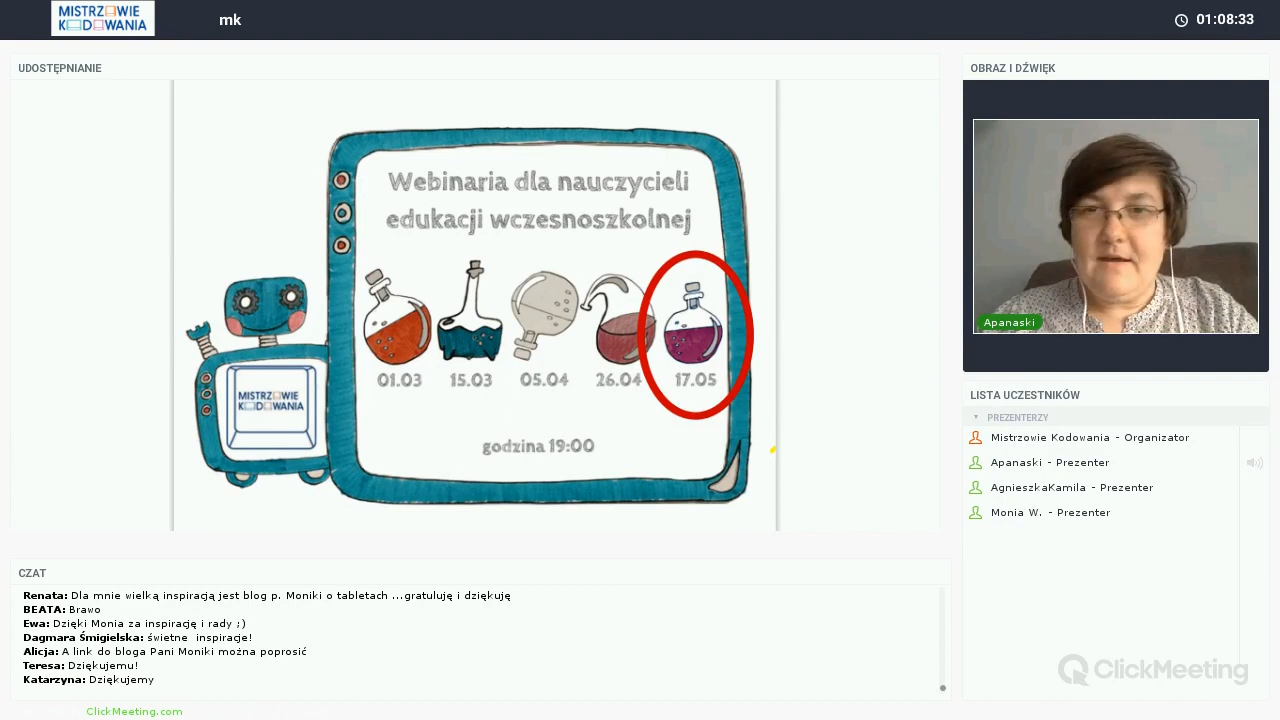 MISTRZOWIE
KODOWANIA
mk
01:08:33
UDOSTĘPNIANIE
Webinaria dla nauczycieli
edukacji wczesnoszkolnej
01.03 15.03 05.04 26.04 17.05
godzina 19:00
MISTRZOWIE
KODOWANIA
OBRAZ I DŹWIĘK
Apanaski
LISTA UCZESTNIKÓW
PREZENTERZY
Mistrzowie Kodowania - Organizator
Apanaski - Prezenter
AgnieszkaKamila - Prezenter
Monia W. - Prezenter
ClickMeeting
CZAT
Renata: Dla mnie wielką inspiracją jest blog p. Moniki o tabletach ...gratuluję i dziękuję
BEATA: Brawo
Ewa: Dzięki Monia za inspirację i rady ;)
Dagmara Śmigielska: świetne inspiracje!
Alicja: A link do bloga Pani Moniki można poprosić
Teresa: Dziękujemu!
Katarzyna: Dziękujemy
ClickMeeting.com